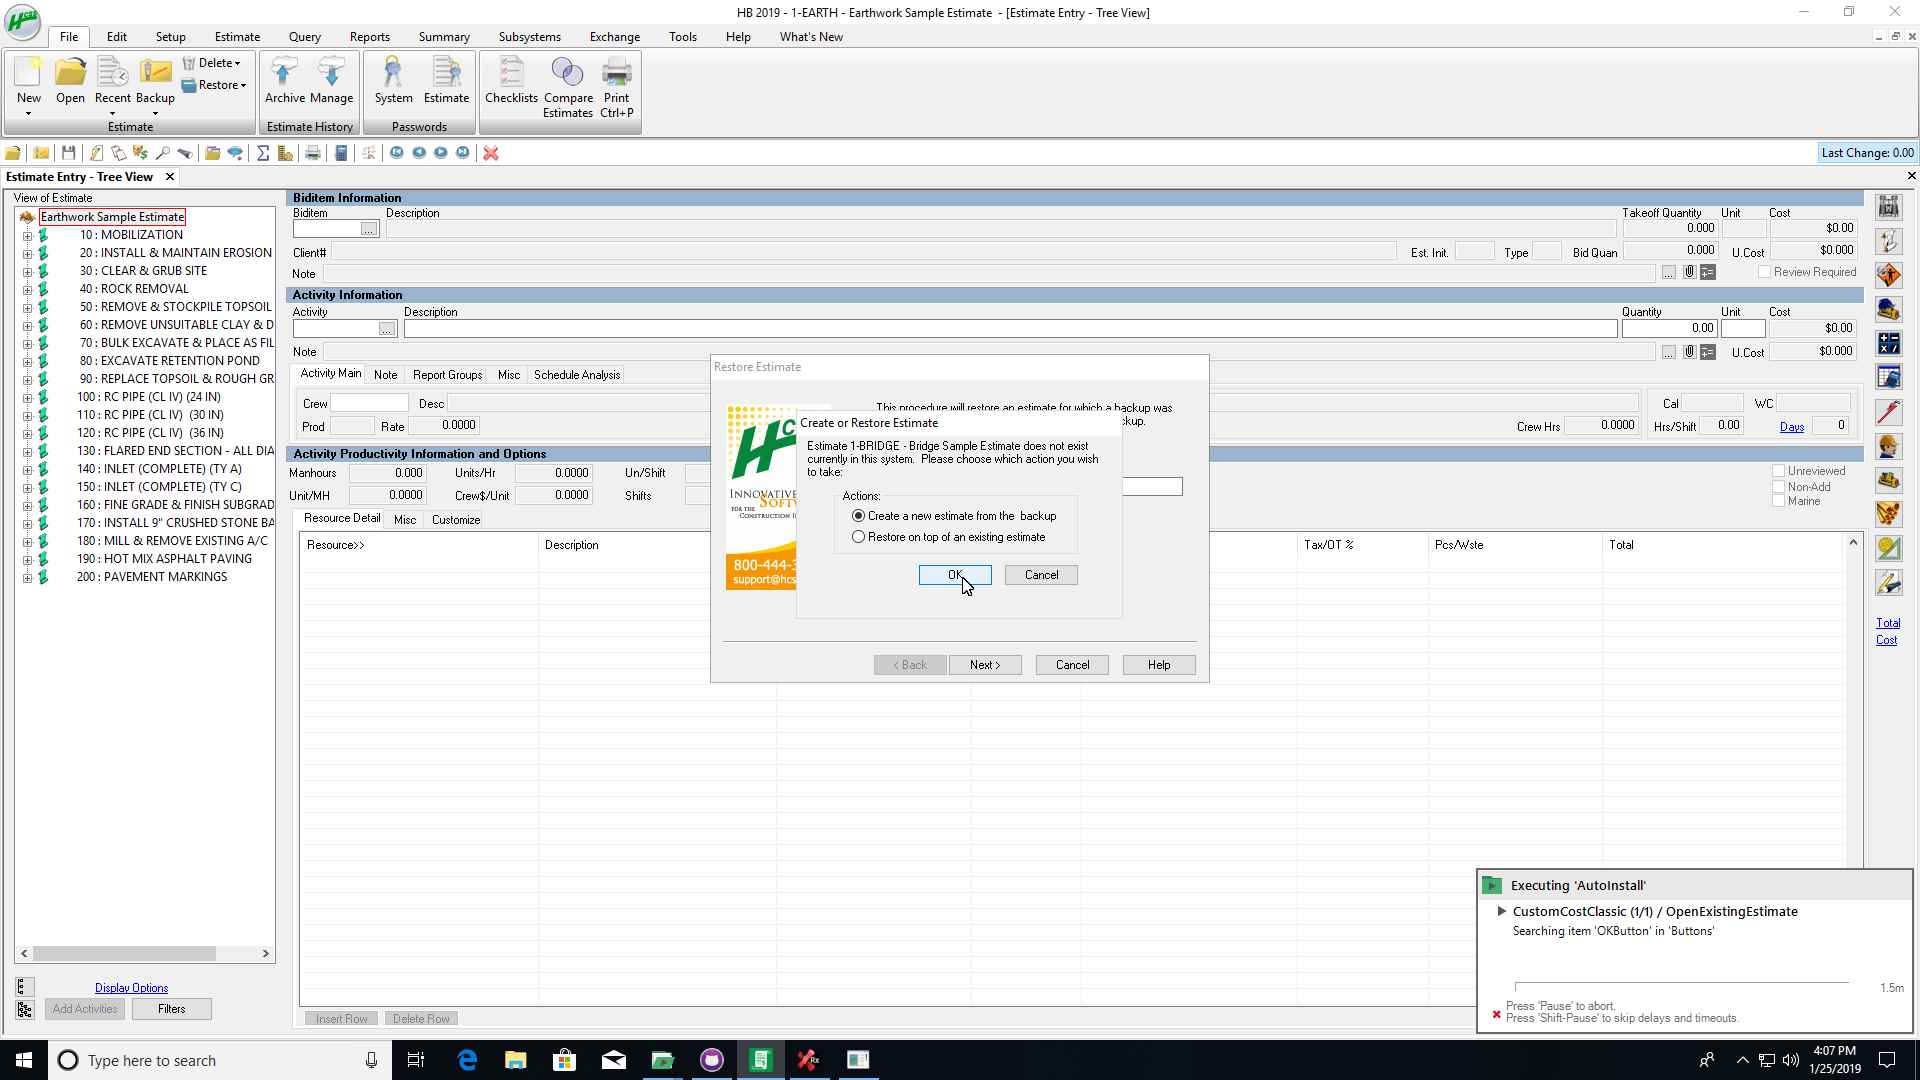 HB 2019 - 1-EARTH - Earthwork Sample Estimate - [Estimate Entry - Tree View]
File Edit Setup Estimate Query Reports Summary Subsystems Exchange Tools Help What's New
New Open Recent Backup Delete Restore
Archive Manage System Estimate Checklists Compare Estimates Print Ctrl+P
Estimate Estimate History Passwords
Last Change: 0.00
Estimate Entry - Tree View
View of Estimate
Earthwork Sample Estimate
10 : MOBILIZATION
20 : INSTALL & MAINTAIN EROSION
30 : CLEAR & GRUB SITE
40 : ROCK REMOVAL
50 : REMOVE & STOCKPILE TOPSOIL
60 : REMOVE UNSUITABLE CLAY & D
70 : BULK EXCAVATE & PLACE AS FIL
80 : EXCAVATE RETENTION POND
90 : REPLACE TOPSOIL & ROUGH GR
100 : RC PIPE (CL IV) (24 IN)
110 : RC PIPE (CL IV) (30 IN)
120 : RC PIPE (CL IV) (36 IN)
130 : FLARED END SECTION - ALL DIA
140 : INLET (COMPLETE) (TY A)
150 : INLET (COMPLETE) (TY C)
160 : FINE GRADE & FINISH SUBGRAD
170 : INSTALL 9" CRUSHED STONE BA
180 : MILL & REMOVE EXISTING A/C
190 : HOT MIX ASPHALT PAVING
200 : PAVEMENT MARKINGS
Display Options
Add Activities Filters
Biditem Information
Biditem Description Takeoff Quantity Unit Cost
... 0.000 $0.00
Client# Est. Init. Type Bid Quan 0.000 U.Cost $0.000
Note ... Review Required
Activity Information
Activity Description Quantity Unit Cost
... 0.00 $0.00
Note ... U.Cost $0.000
Activity Main Note Report Groups Misc Schedule Analysis
Crew Desc Cal WC
Prod Rate 0.0000 Crew Hrs 0.0000 Hrs/Shift 0.00 Days 0
Activity Productivity Information and Options
Manhours 0.000 Units/Hr 0.0000 Un/Shift Unreviewed
Unit/MH 0.0000 Crew$/Unit 0.0000 Shifts Non-Add
Marine
Resource Detail Misc Customize
Resource>> Description Tax/OT % Pcs/Wste Total
Insert Row Delete Row
Total
Cost
Restore Estimate
This procedure will restore an estimate for which a backup was
ckup.
HC
INNOVATIVE
SOFTW
FOR THE
CONSTRUCTION I
800-444-3
support@hcs
< Back Next > Cancel Help
Create or Restore Estimate
Estimate 1-BRIDGE - Bridge Sample Estimate does not exist
currently in this system. Please choose which action you wish
to take:
Actions:
Create a new estimate from the backup
Restore on top of an existing estimate
OK Cancel
Executing 'AutoInstall'
CustomCostClassic (1/1) / OpenExistingEstimate
Searching item 'OKButton' in 'Buttons'
1.5m
Press 'Pause' to abort.
Press 'Shift-Pause' to skip delays and timeouts.
Type here to search
4:07 PM
1/25/2019